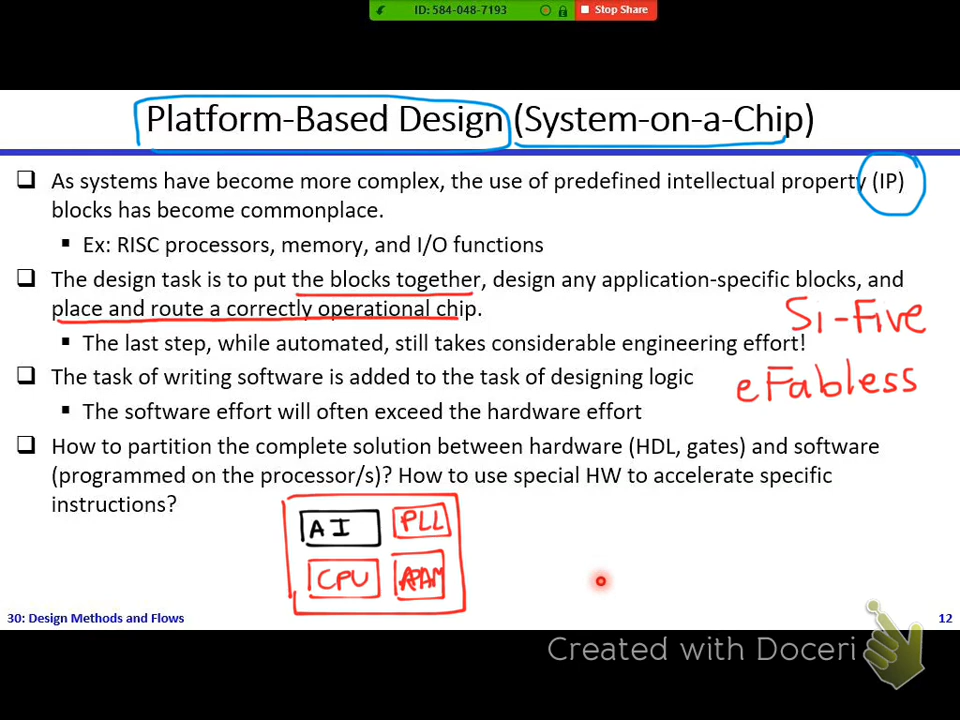 ID: 584-048-7193 Stop Share
Platform-Based Design (System-on-a-Chip)
As systems have become more complex, the use of predefined intellectual property (IP)
blocks has become commonplace.
Ex: RISC processors, memory, and I/O functions
The design task is to put the blocks together, design any application-specific blocks, and
place and route a correctly operational chip.
Si-Five
The last step, while automated, still takes considerable engineering effort!
The task of writing software is added to the task of designing logic
eFabless
The software effort will often exceed the hardware effort
How to partition the complete solution between hardware (HDL, gates) and software
(programmed on the processor/s)? How to use special HW to accelerate specific
instructions?
AI PLL
CPU
30: Design Methods and Flows 12
Created with Doceri